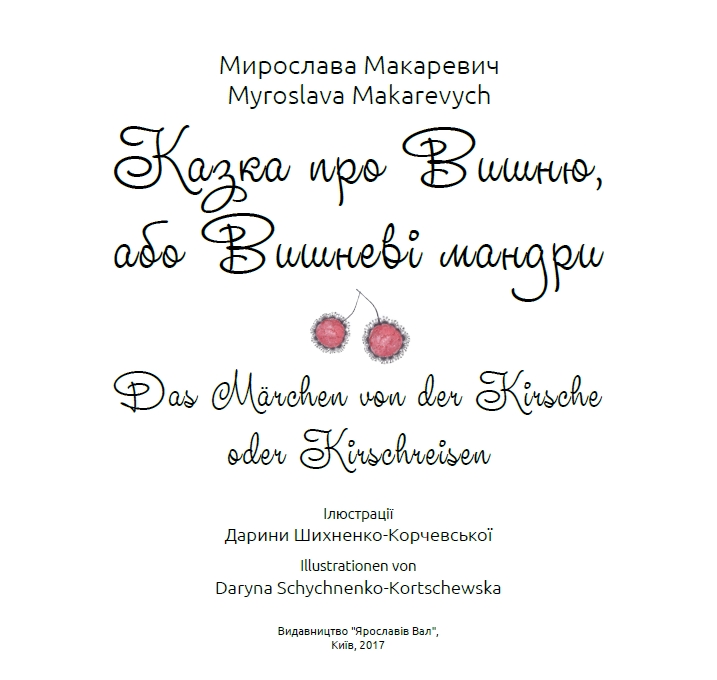 Мирослава Макаревич
Myroslava Makarevych
Казка про Вишню,
або Вишневі мандри
Das Märchen von der Kirsche
oder Kirschreisen
Ілюстрації
Дарини Шихненко-Корчевської
Illustrationen von
Daryna Schychnenko-Kortschewska
Видавництво "Ярославів Вал",
Київ, 2017